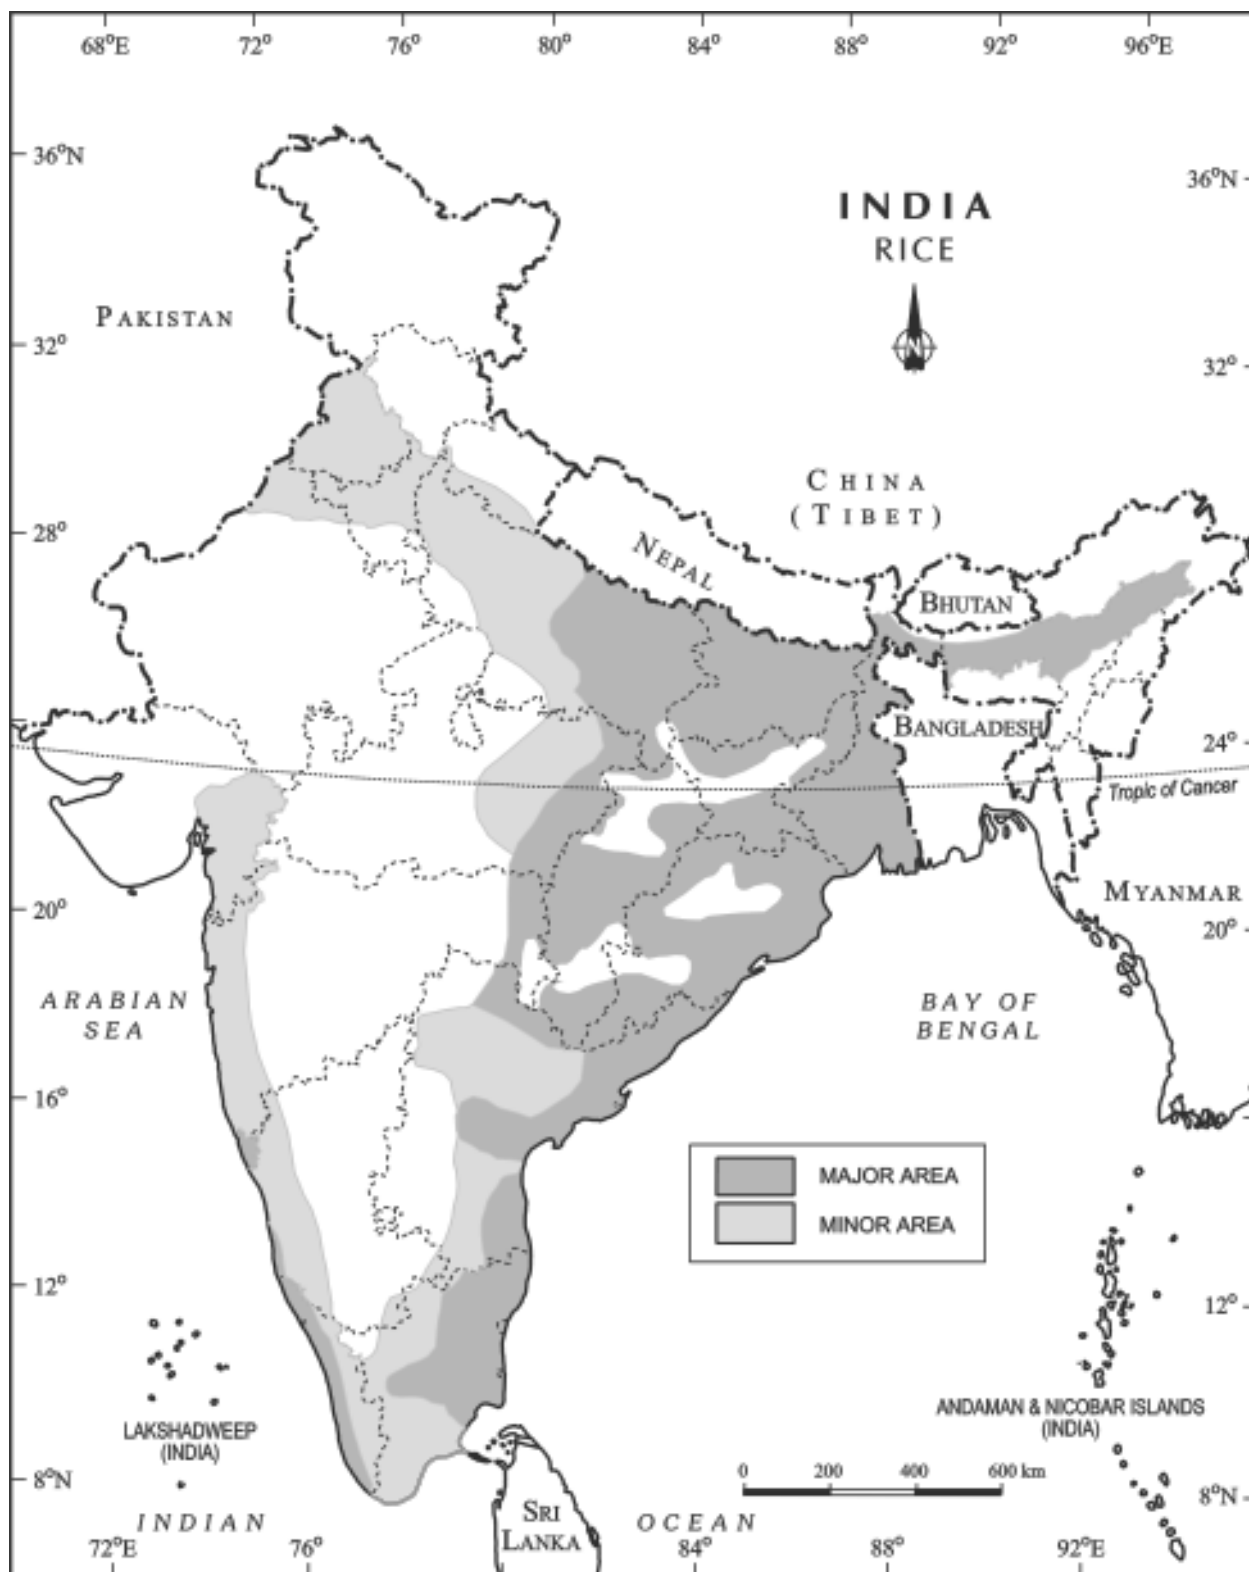 68°E 72° 76° 80° 84° 88° 92° 96°E
36°N
36°N
INDIA
RICE
N
PAKISTAN
32°
32°
CHINA
(TIBET)
28°
NEPAL
BHUTAN
BANGLADESH
24°
Tropic of Cancer
MYANMAR
20°
20°
ARABIAN
SEA
BAY OF
BENGAL
16°
MAJOR AREA
MINOR AREA
12°
12°
LAKSHADWEEP
(INDIA)
ANDAMAN & NICOBAR ISLANDS
(INDIA)
8°N
0 200 400 600 km
8°N
INDIAN
SRI
LANKA
OCEAN
72°E 76° 84° 88° 92°E